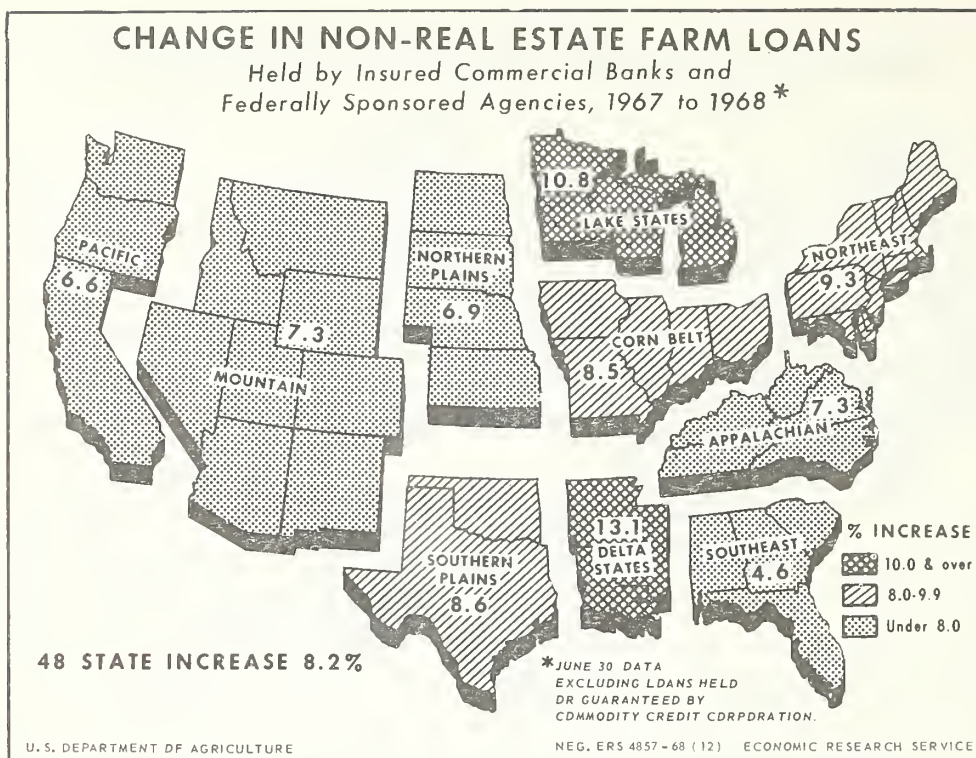 CHANGE IN NON-REAL ESTATE FARM LOANS
Held by Insured Commercial Banks and
Federally Sponsored Agencies, 1967 to 1968*
PACIFIC
6.6
7.3
MOUNTAIN
NORTHERN
PLAINS
6.9
10.8
LAKE STATES
CORN BELT
8.5
NORTHEAST
9.3
7.3
APPALACHIAN
SOUTHERN
PLAINS
8.6
13.1
DELTA
STATES
SOUTHEAST
4.6
% INCREASE
10.0 & over
8.0-9.9
Under 8.0
48 STATE INCREASE 8.2%
*JUNE 30 DATA
EXCLUDING LOANS HELD
DR GUARANTEED BY
CDMMODITY CREDIT CDRPDRATION.
U.S. DEPARTMENT DF AGRICULTURE
NEG. ERS 4857-68 (12) ECONOMIC RESEARCH SERVICE